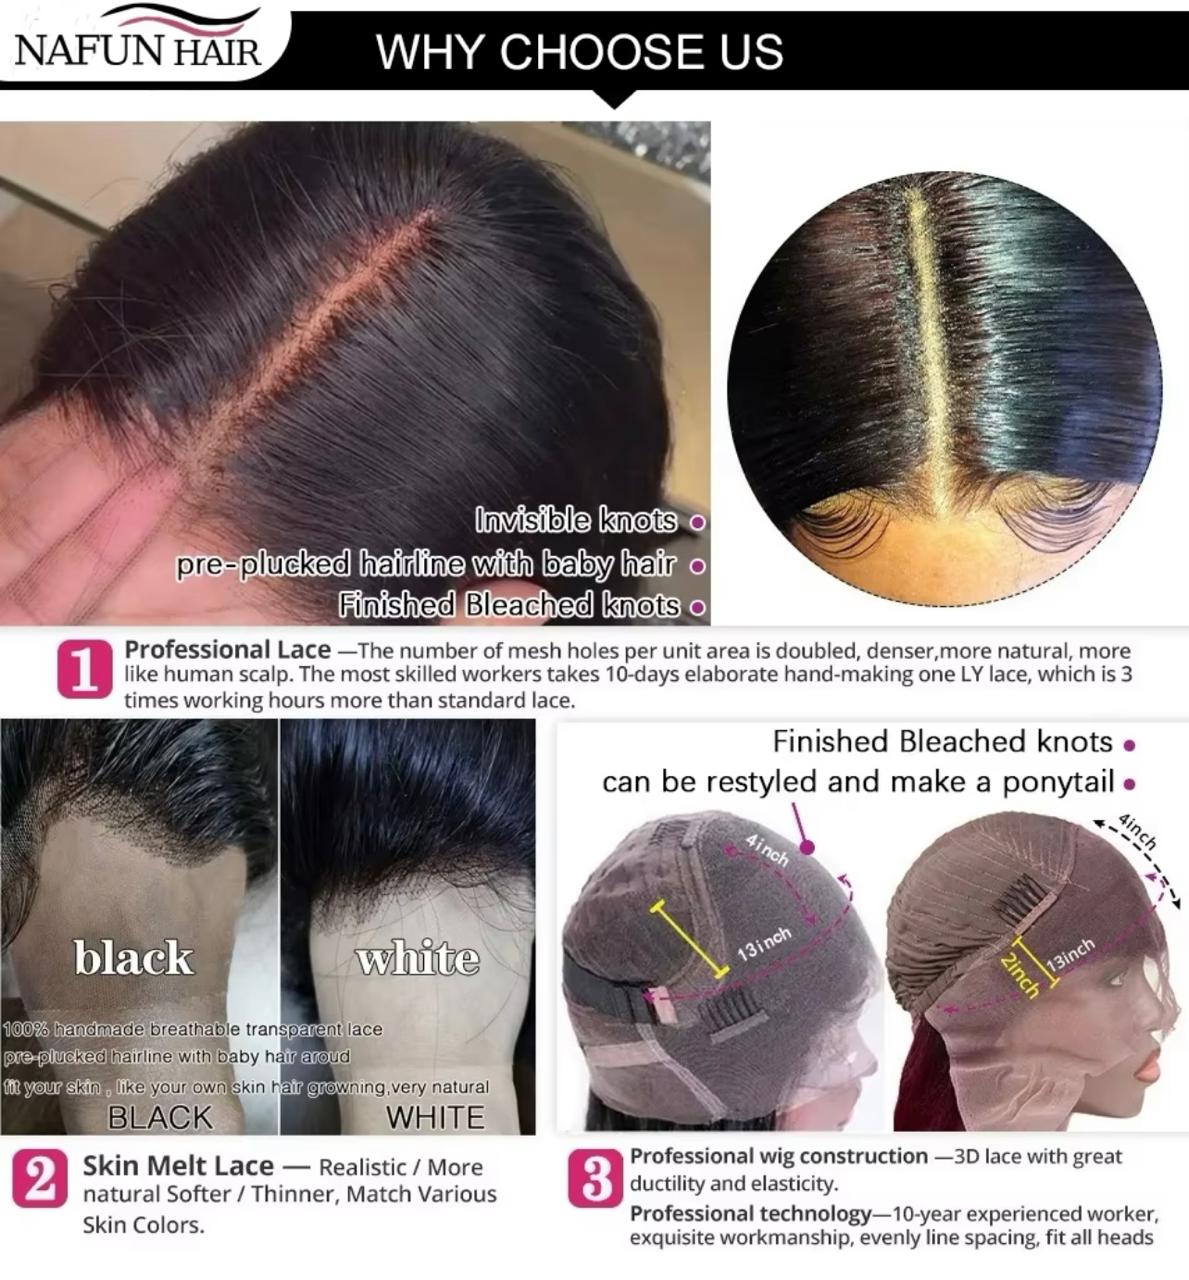 NAFUN HAIR
WHY CHOOSE US
Invisible knots
pre-plucked hairline with baby hair
Finished Bleached knots
1
Professional Lace —The number of mesh holes per unit area is doubled, denser,more natural, more
like human scalp. The most skilled workers takes 10-days elaborate hand-making one LY lace, which is 3
times working hours more than standard lace.
black
white
100% handmade breathable transparent lace
pre-plucked hairline with baby hair aroud
fit your skin , like your own skin hair grownning,very natural
BLACK
WHITE
2
Skin Melt Lace — Realistic / More
natural Softer / Thinner, Match Various
Skin Colors.
Finished Bleached knots
can be restyled and make a ponytail
4inch
13inch
4inch
2inch
13inch
3
Professional wig construction —3D lace with great
ductility and elasticity.
Professional technology—10-year experienced worker,
exquisite workmanship, evenly line spacing, fit all heads